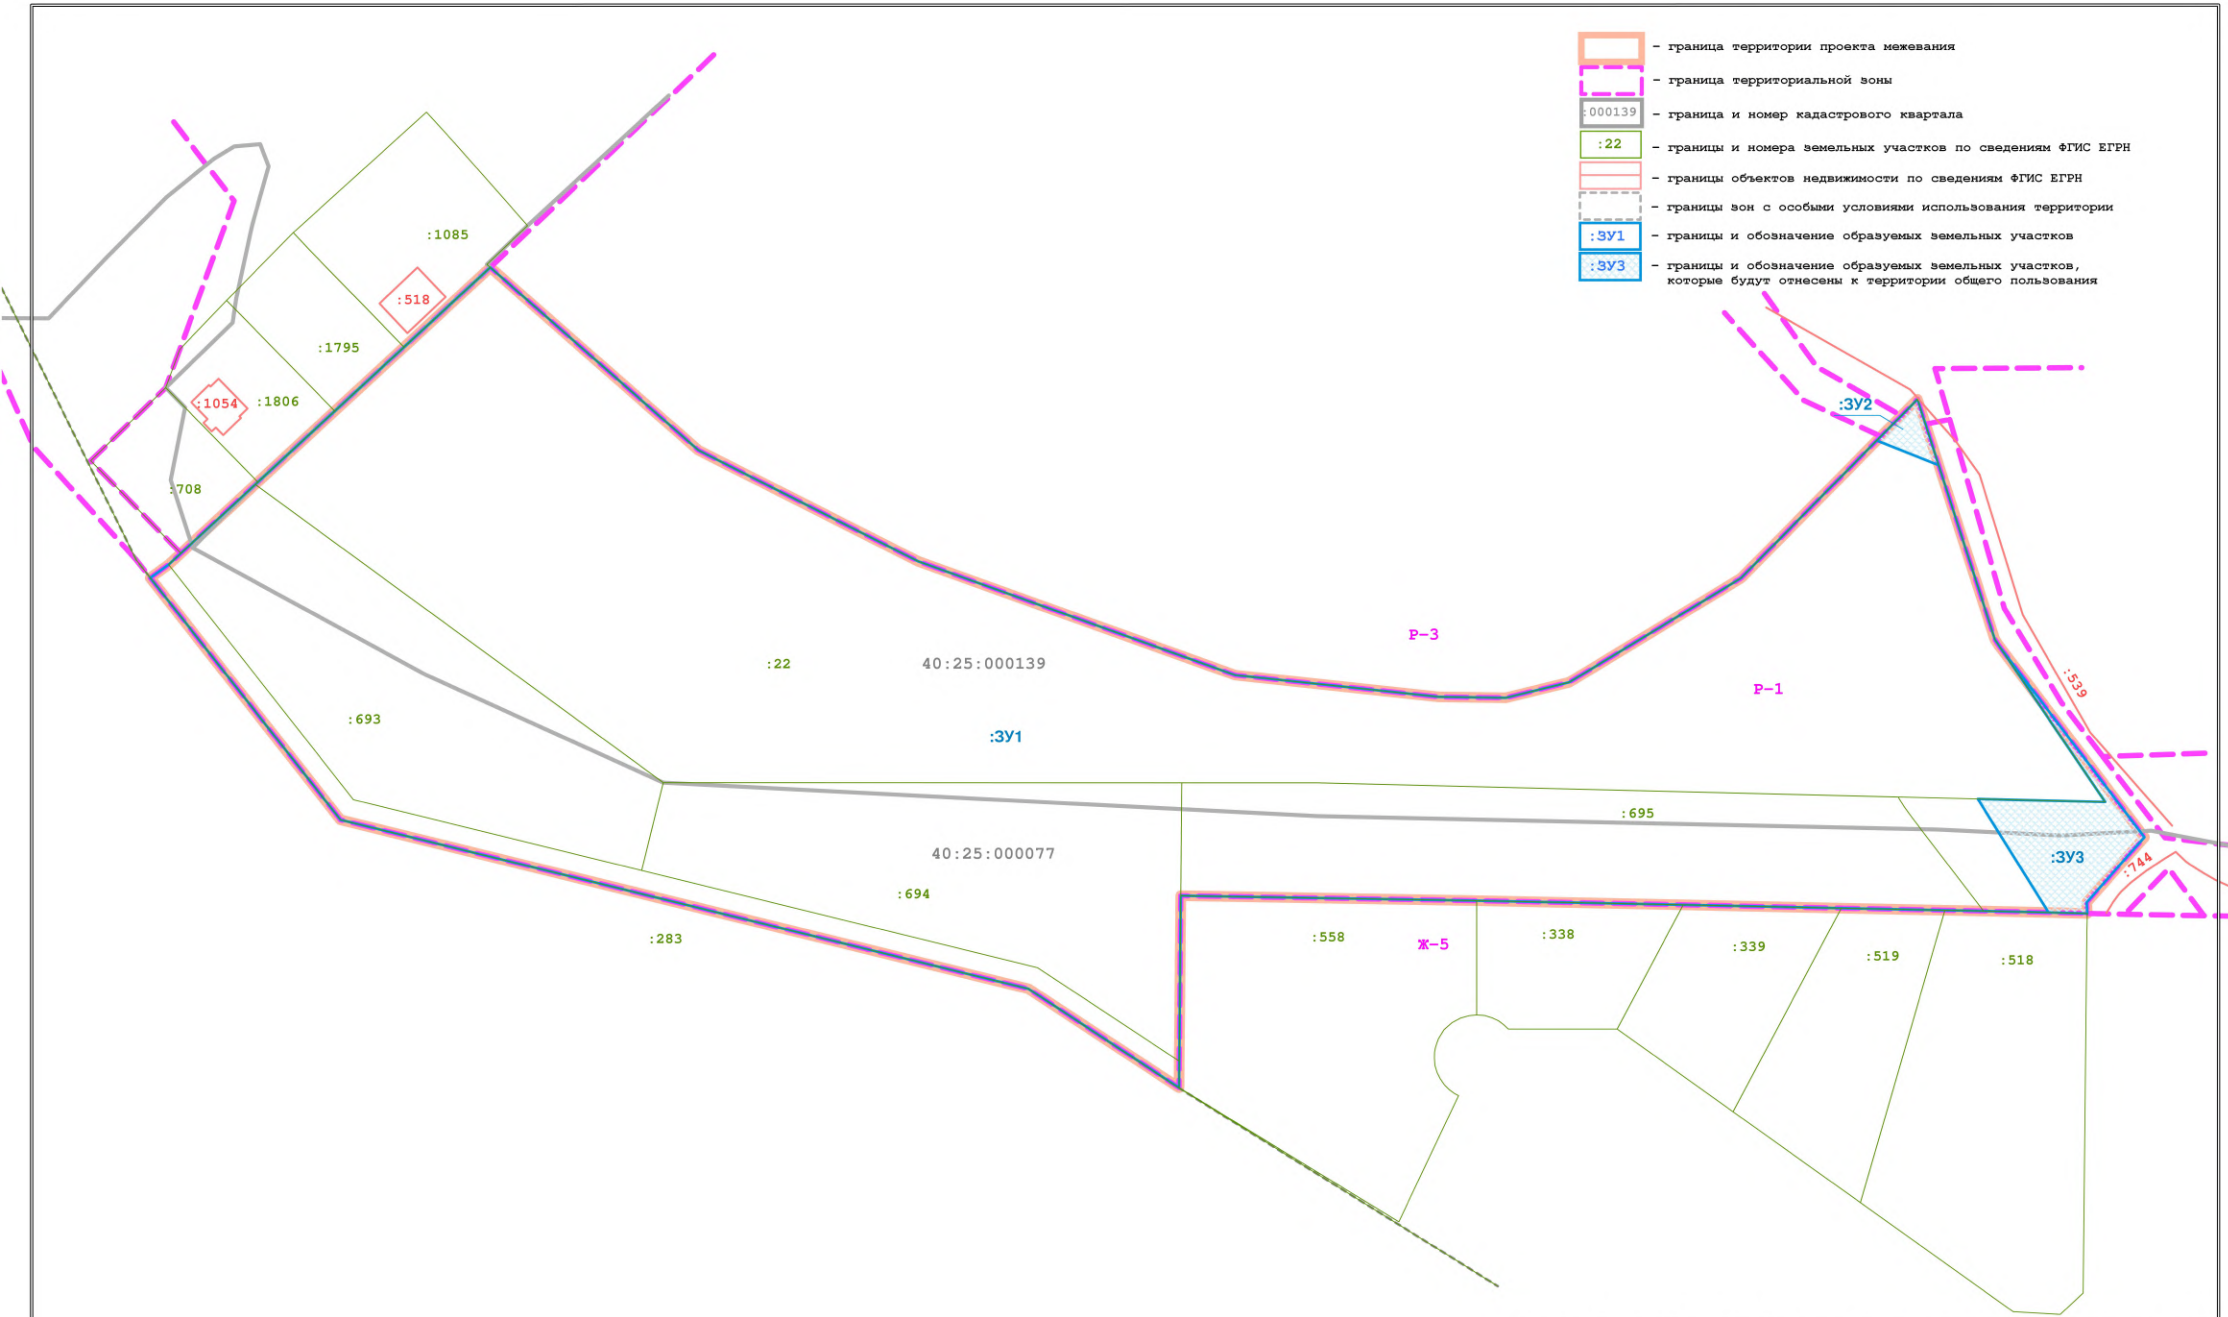 – граница территории проекта межевания
– граница территориальной зоны
:000139 – граница и номер кадастрового квартала
:22 – границы и номера земельных участков по сведениям ФГИС ЕГРН
– границы объектов недвижимости по сведениям ФГИС ЕГРН
– границы зон с особыми условиями использования территории
:ЗУ1 – границы и обозначение образуемых земельных участков
:ЗУ3 – границы и обозначение образуемых земельных участков,
которые будут отнесены к территории общего пользования
:1085
:518
:1795
:1054
:1806
:ЗУ2
:708
Р-3
:22
40:25:000139
Р-1
:539
:693
:ЗУ1
:695
40:25:000077
:ЗУ3
:744
:694
:283
:558
Ж-5
:338
:339
:519
:518